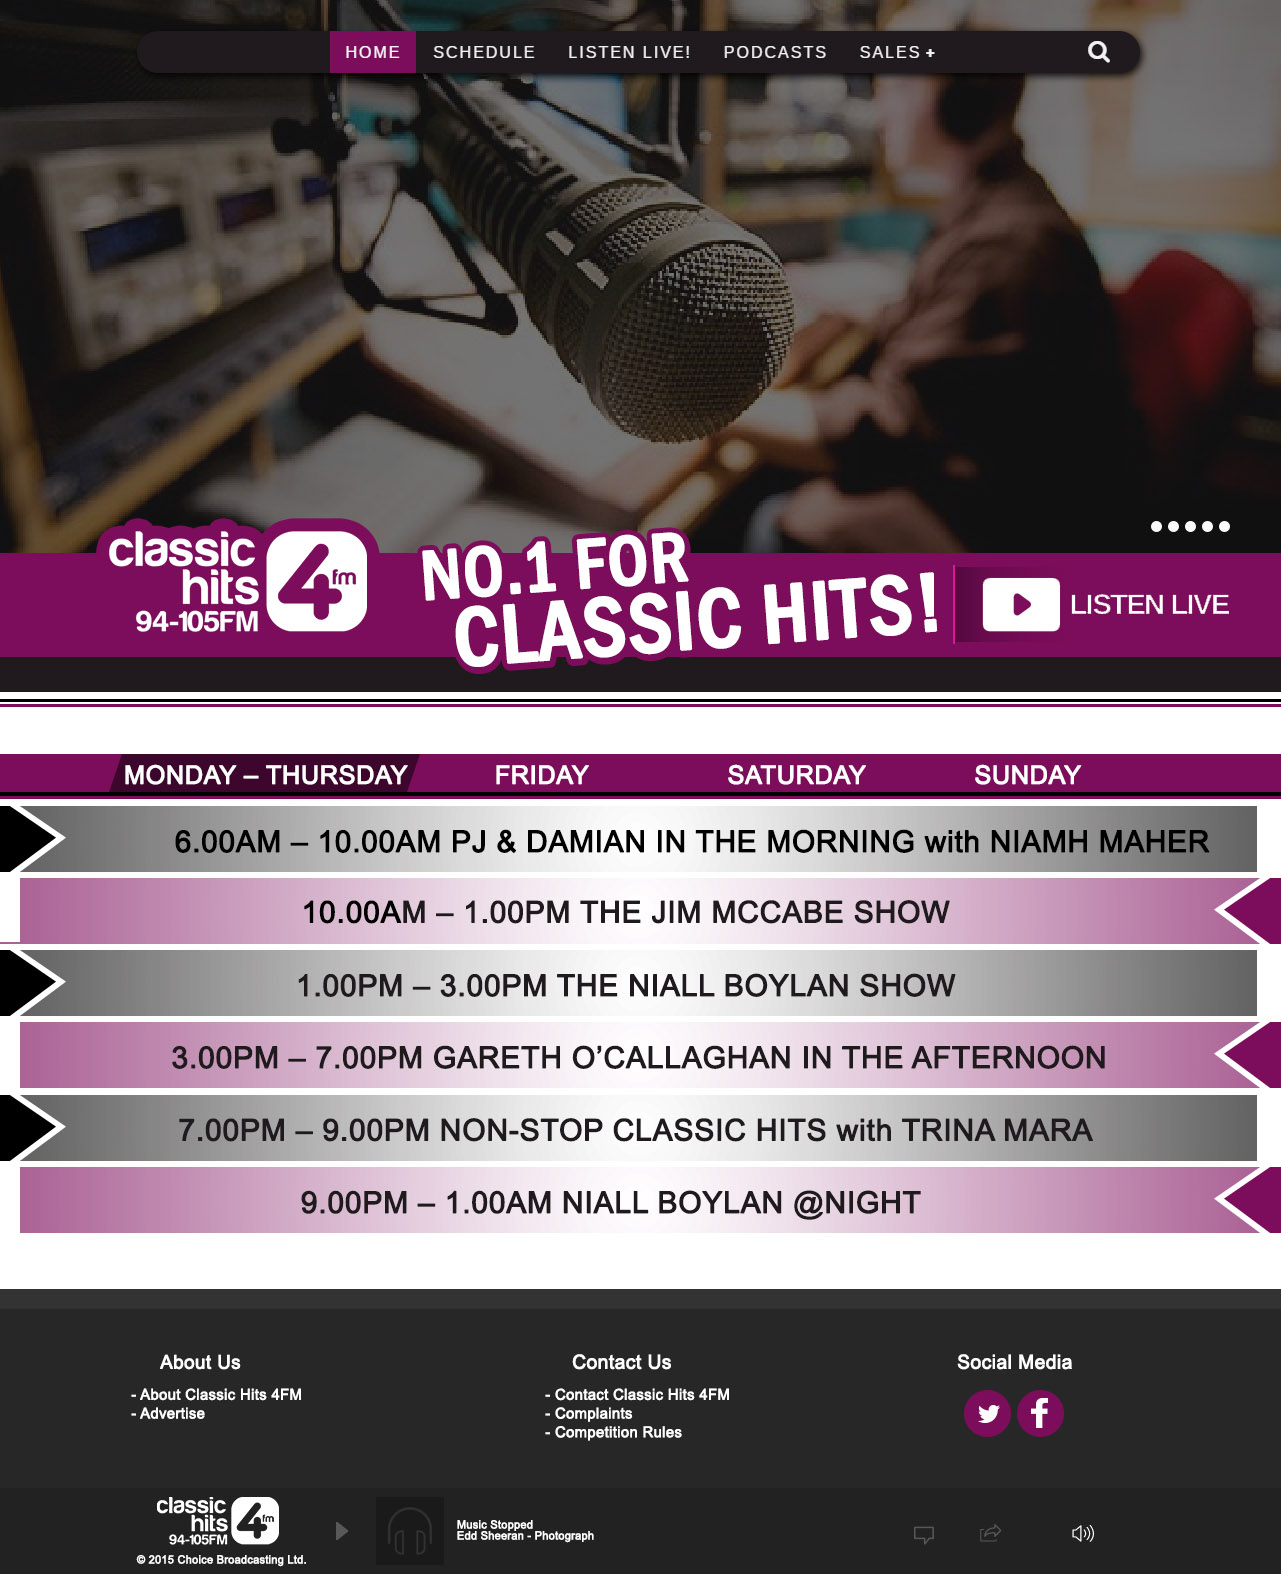 HOME SCHEDULE LISTEN LIVE! PODCASTS SALES +
classic
hits 4fm
94-105FM
NO.1 FOR
CLASSIC HITS!
LISTEN LIVE
MONDAY – THURSDAY FRIDAY SATURDAY SUNDAY
6.00AM – 10.00AM PJ & DAMIAN IN THE MORNING with NIAMH MAHER
10.00AM – 1.00PM THE JIM MCCABE SHOW
1.00PM – 3.00PM THE NIALL BOYLAN SHOW
3.00PM – 7.00PM GARETH O’CALLAGHAN IN THE AFTERNOON
7.00PM – 9.00PM NON-STOP CLASSIC HITS with TRINA MARA
9.00PM – 1.00AM NIALL BOYLAN @NIGHT
About Us
- About Classic Hits 4FM
- Advertise
Contact Us
- Contact Classic Hits 4FM
- Complaints
- Competition Rules
Social Media
classic
hits 4fm
94-105FM
© 2015 Choice Broadcasting Ltd.
Music Stopped
Edd Sheeran - Photograph